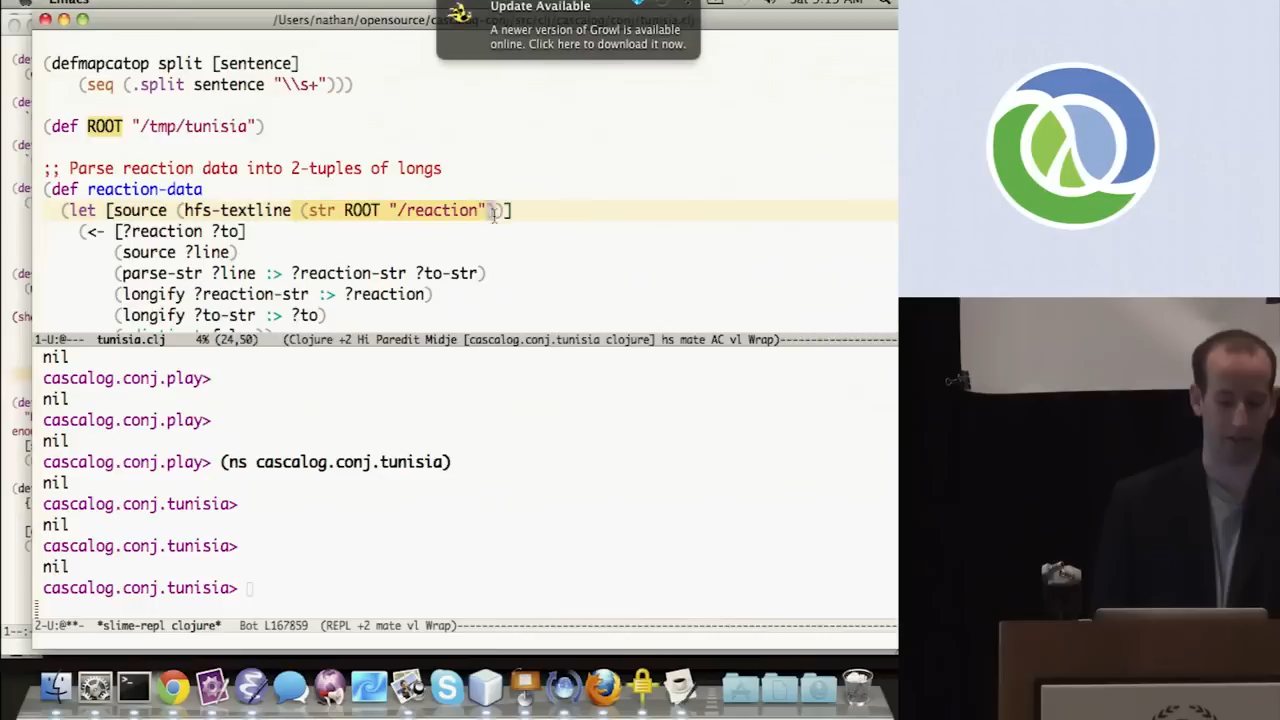 Emacs
/Users/nathan/opensource/
Update Available
A newer version of Growl is available
online. Click here to download it now.
(defmapcatop split [sentence]
(seq (.split sentence "\\s+")))
(def ROOT "/tmp/tunisia")
;; Parse reaction data into 2-tuples of longs
(def reaction-data
(let [source (hfs-textline (str ROOT "/reaction"))]
(<- [?reaction ?to]
(source ?line)
(parse-str ?line :> ?reaction-str ?to-str)
(longify ?reaction-str :> ?reaction)
(longify ?to-str :> ?to)
1-U:@--- tunisia.clj 4% (24,50) (Clojure +2 Hi Paredit Midje [cascalog.conj.tunisia clojure] hs mate AC vl Wrap)
nil
cascalog.conj.play>
nil
cascalog.conj.play>
nil
cascalog.conj.play> (ns cascalog.conj.tunisia)
nil
cascalog.conj.tunisia>
nil
cascalog.conj.tunisia>
nil
cascalog.conj.tunisia>
2-U:@**- *slime-repl clojure* Bot L167859 (REPL +2 mate vl Wrap)